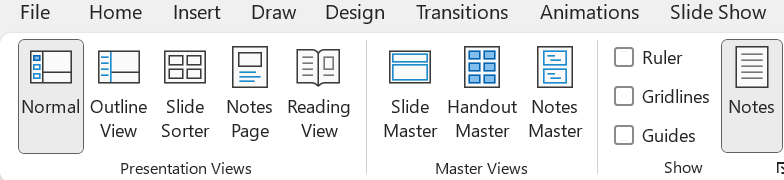 File Home Insert Draw Design Transitions Animations Slide Show
Normal Outline View Slide Sorter Notes Page Reading View
Presentation Views
Slide Master Handout Master Notes Master
Master Views
Ruler
Gridlines
Guides
Notes
Show